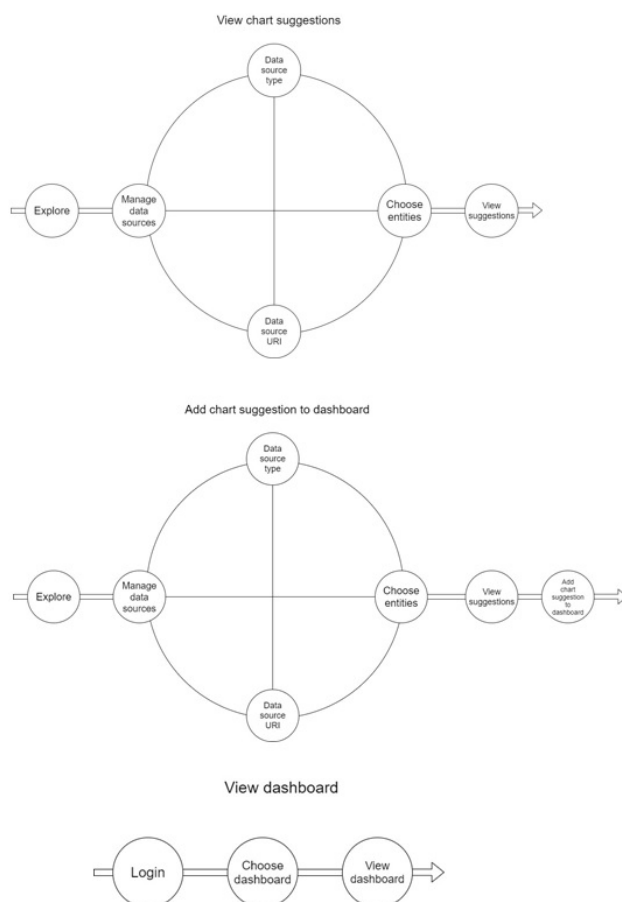 View chart suggestions
Data
source
type
Explore
Manage
data
sources
Choose
entities
View
suggestions
Data
source
URI
Add chart suggestion to dashboard
Data
source
type
Explore
Manage
data
sources
Choose
entities
View
suggestions
Add
chart
suggestion
to
dashboard
Data
source
URI
View dashboard
Login
Choose
dashboard
View
dashboard